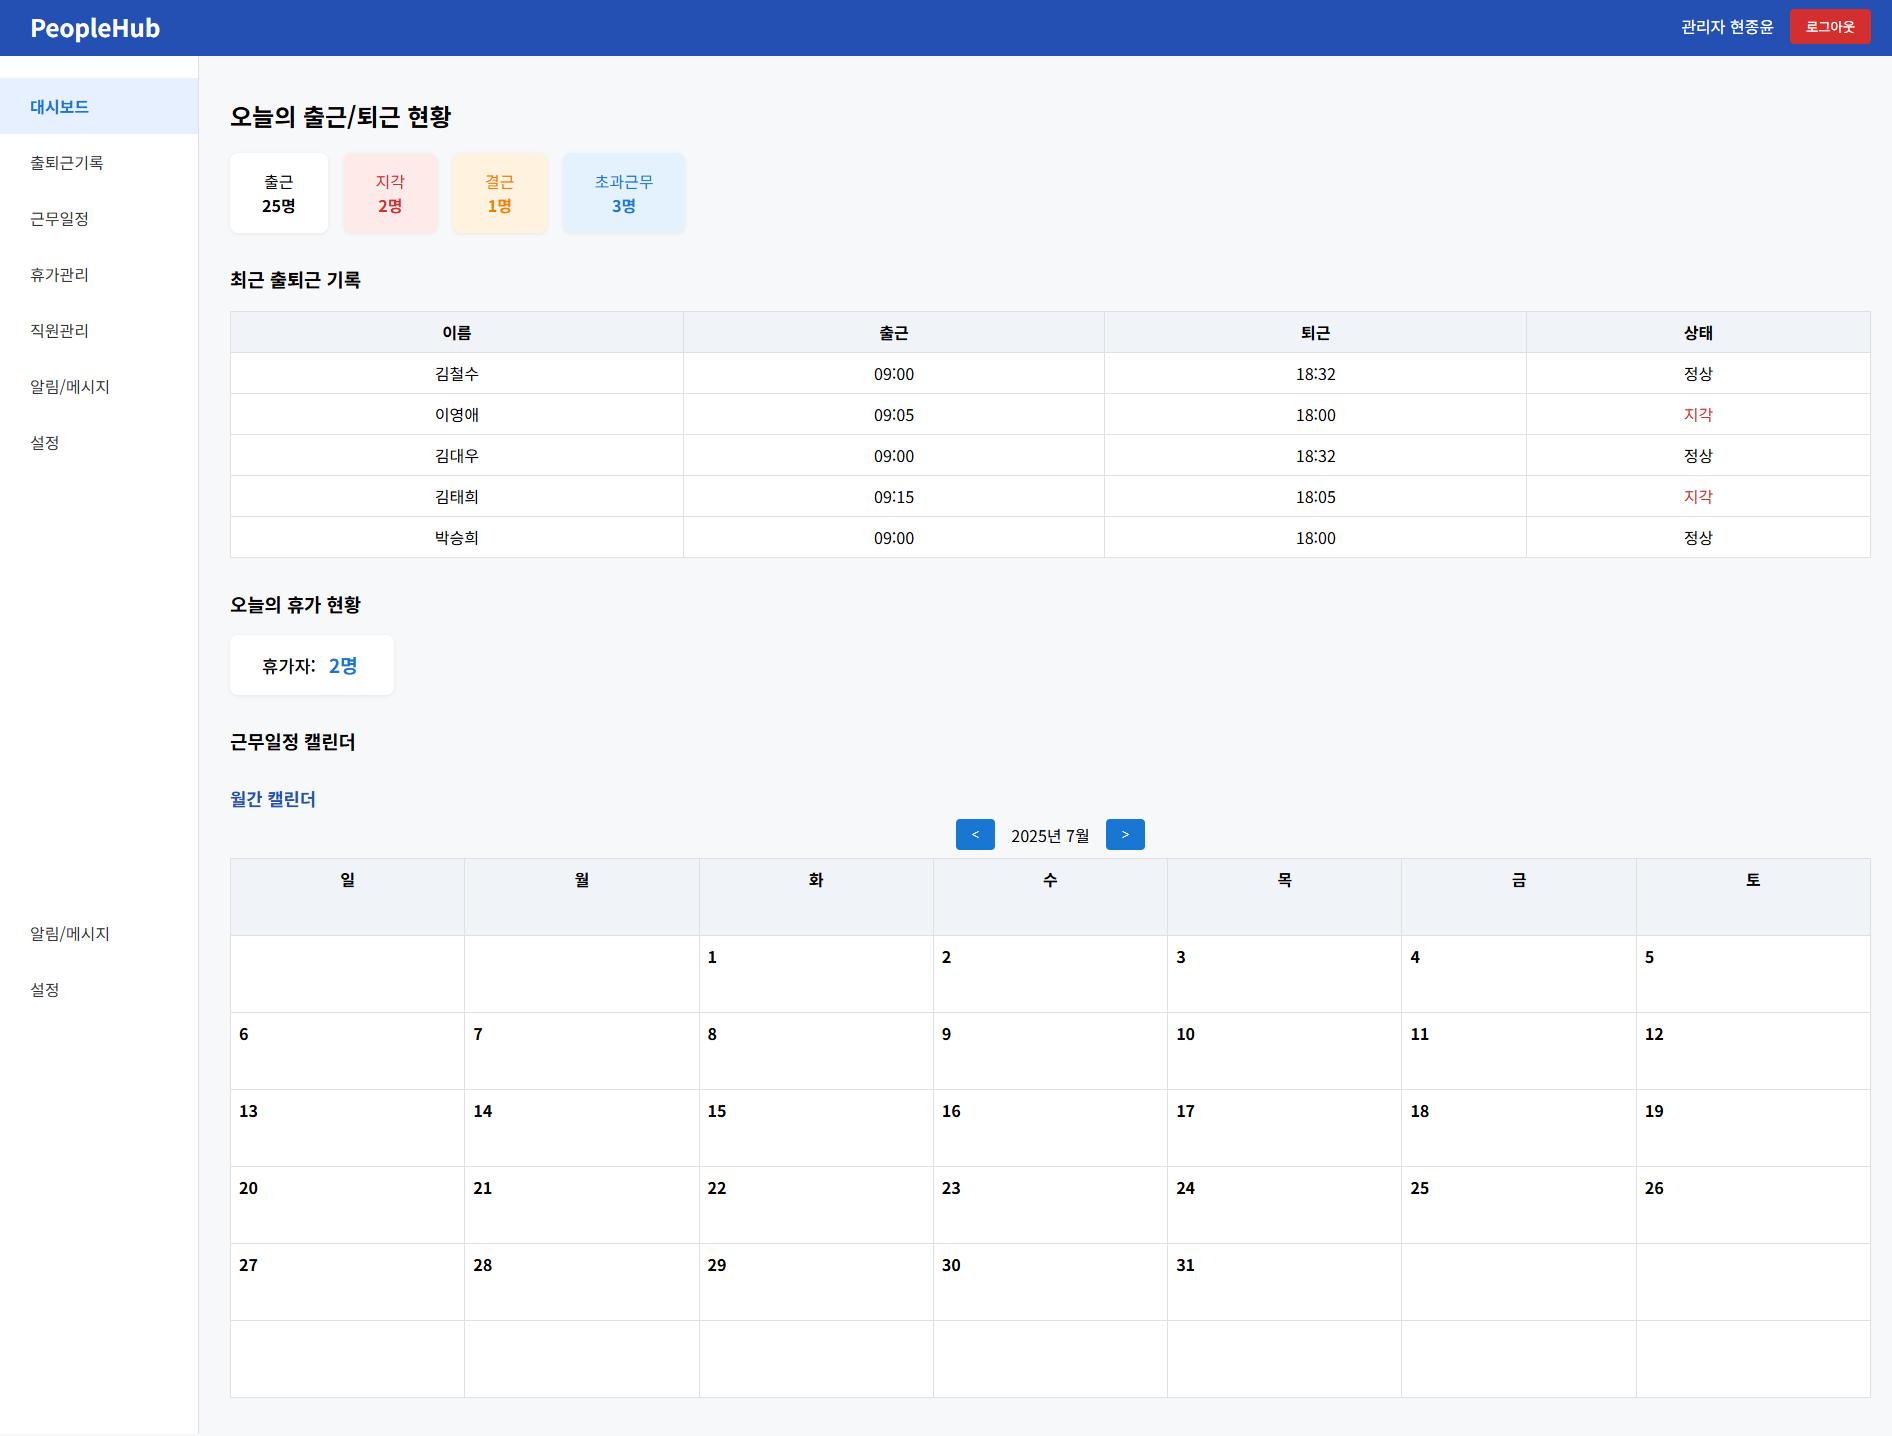 PeopleHub
관리자 현종윤 로그아웃
대시보드
출퇴근기록
근무일정
휴가관리
직원관리
알림/메시지
설정
알림/메시지
설정
오늘의 출근/퇴근 현황
출근
25명
지각
2명
결근
1명
초과근무
3명
최근 출퇴근 기록
이름 출근 퇴근 상태
김철수 09:00 18:32 정상
이영애 09:05 18:00 지각
김대우 09:00 18:32 정상
김태희 09:15 18:05 지각
박승희 09:00 18:00 정상
오늘의 휴가 현황
휴가자: 2명
근무일정 캘린더
월간 캘린더
< 2025년 7월 >
일 월 화 수 목 금 토
1 2 3 4 5
6 7 8 9 10 11 12
13 14 15 16 17 18 19
20 21 22 23 24 25 26
27 28 29 30 31